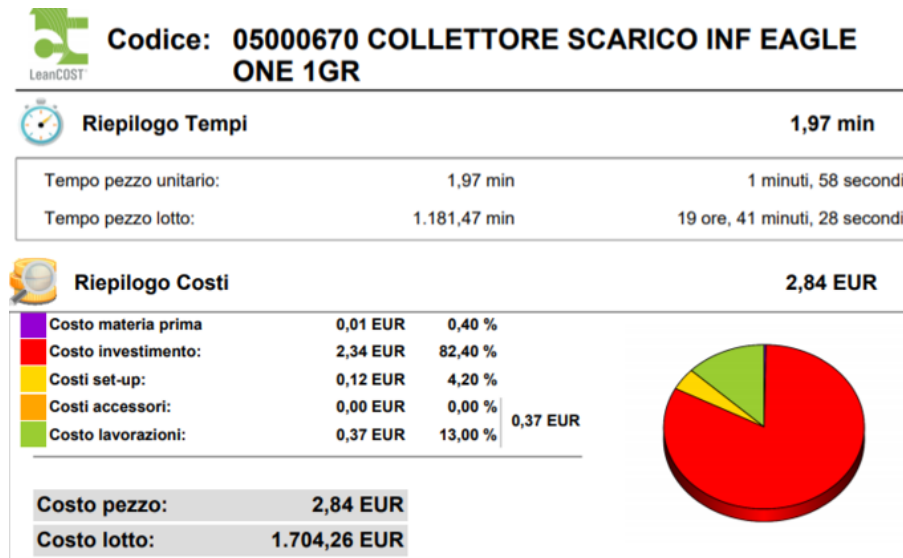 LeanCOST
Codice: 05000670 COLLETTORE SCARICO INF EAGLE
ONE 1GR
Riepilogo Tempi 1,97 min
Tempo pezzo unitario: 1,97 min 1 minuti, 58 secondi
Tempo pezzo lotto: 1.181,47 min 19 ore, 41 minuti, 28 secondi
Riepilogo Costi 2,84 EUR
Costo materia prima 0,01 EUR 0,40 %
Costo investimento: 2,34 EUR 82,40 %
Costi set-up: 0,12 EUR 4,20 %
Costi accessori: 0,00 EUR 0,00 %
0,37 EUR
Costo lavorazioni: 0,37 EUR 13,00 %
Costo pezzo: 2,84 EUR
Costo lotto: 1.704,26 EUR